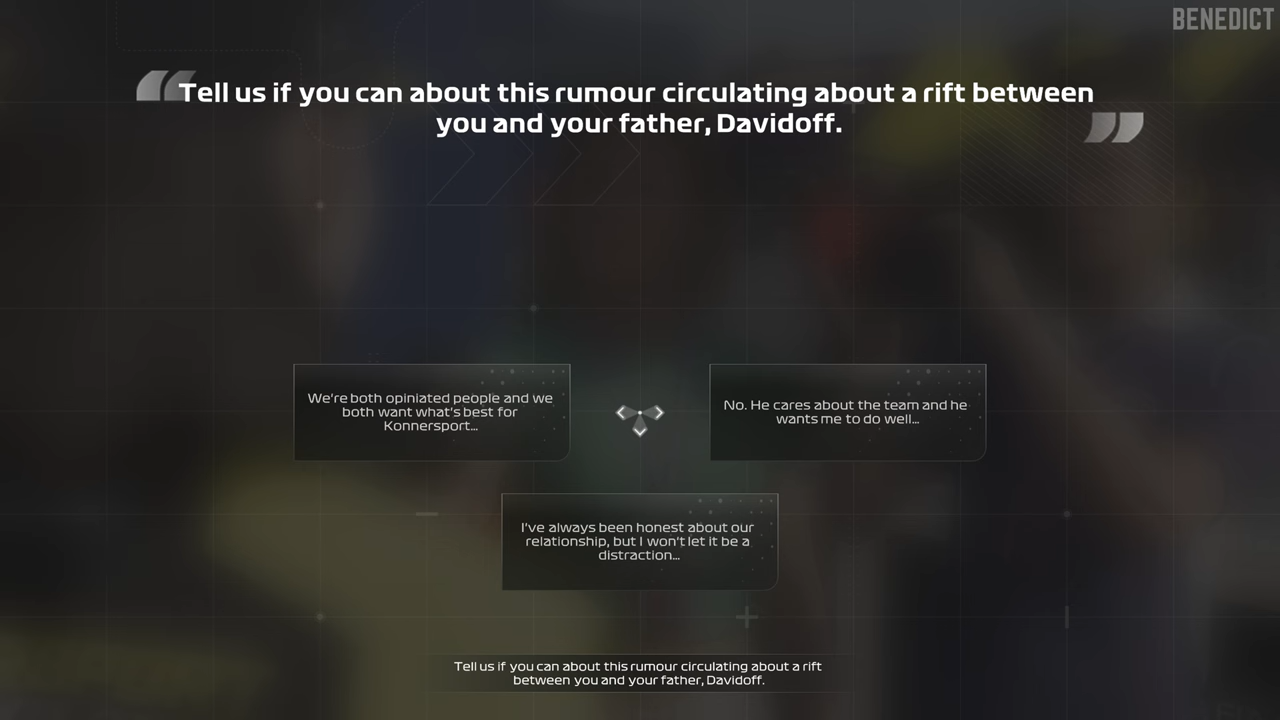 BENEDICT
“Tell us if you can about this rumour circulating about a rift between
you and your father, Davidoff.”
We're both opiniated people and we
both want what's best for
Konnersport...
No. He cares about the team and he
wants me to do well...
I've always been honest about our
relationship, but I won't let it be a
distraction...
Tell us if you can about this rumour circulating about a rift
between you and your father, Davidoff.